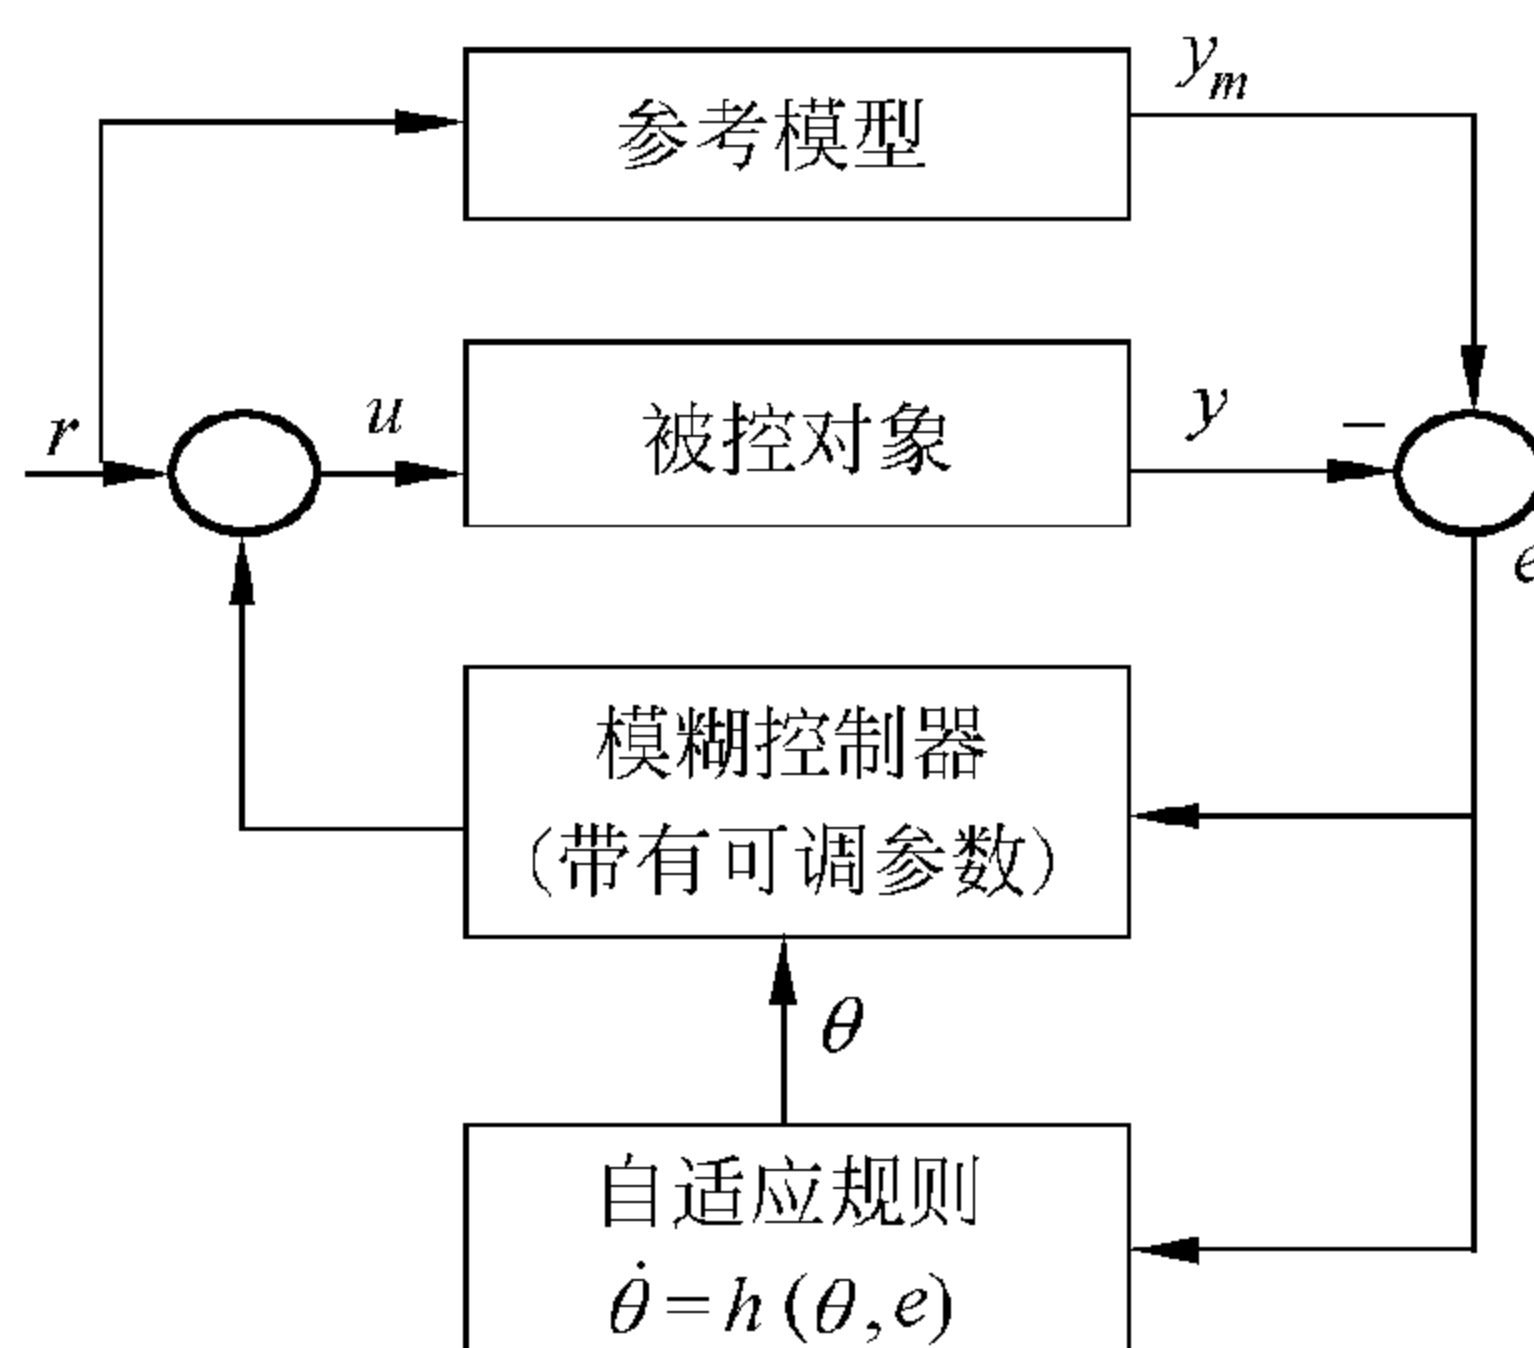 yₘ
参考模型
r
u
被控对象
y
−
e
模糊控制器
(带有可调参数)
θ
自适应规则
θ̇=h(θ,e)